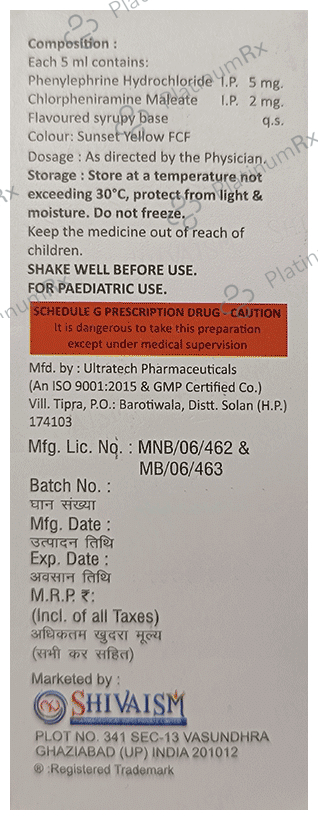 Composition :
Each 5 ml contains:
Phenylephrine Hydrochloride I.P. 5 mg.
Chlorpheniramine Maleate I.P. 2 mg.
Flavoured syrupy base q.s.
Colour: Sunset Yellow FCF
Dosage : As directed by the Physician.
Storage : Store at a temperature not
exceeding 30°C, protect from light &
moisture. Do not freeze.
Keep the medicine out of reach of
children.
SHAKE WELL BEFORE USE.
FOR PAEDIATRIC USE.
SCHEDULE G PRESCRIPTION DRUG - CAUTION
It is dangerous to take this preparation
except under medical supervision
Mfd. by : Ultratech Pharmaceuticals
(An ISO 9001:2015 & GMP Certified Co.)
Vill. Tipra, P.O.: Barotiwala, Distt. Solan (H.P.)
174103
Mfg. Lic. No. : MNB/06/462 &
MB/06/463
Batch No. :
घान संख्या
Mfg. Date :
उत्पादन तिथि
Exp. Date :
अवसान तिथि
M.R.P. ₹:
(Incl. of all Taxes)
अधिकतम खुदरा मूल्य
(सभी कर सहित)
Marketed by :
SHIVAISM
PLOT NO. 341 SEC-13 VASUNDHRA
GHAZIABAD (UP) INDIA 201012
® :Registered Trademark
PlatinumRx